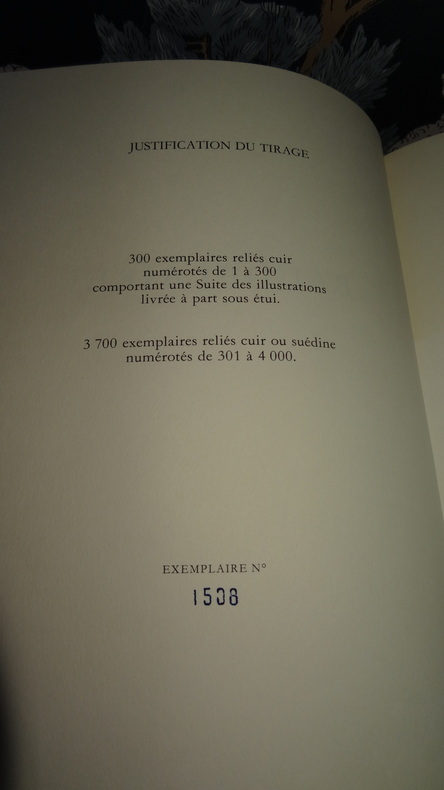 JUSTIFICATION DU TIRAGE
300 exemplaires reliés cuir
numérotés de 1 à 300
comportant une Suite des illustrations
livrée à part sous étui.
3 700 exemplaires reliés cuir ou suédine
numérotés de 301 à 4 000.
EXEMPLAIRE N°
1508